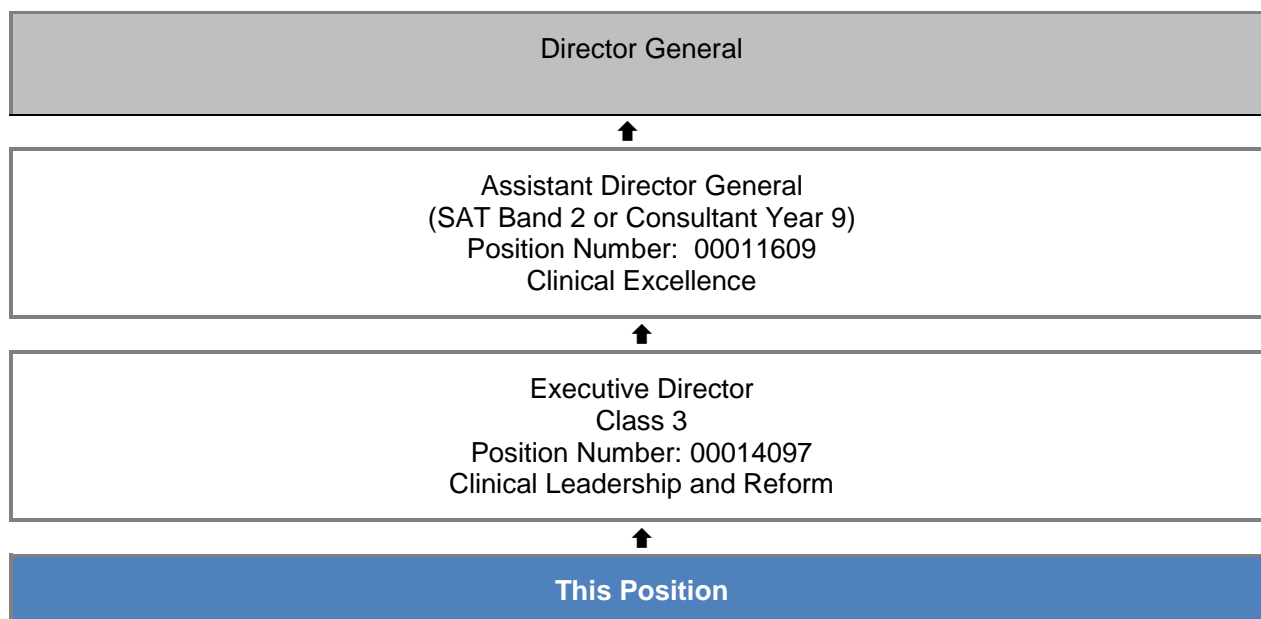 Director General
Assistant Director General
(SAT Band 2 or Consultant Year 9)
Position Number:  00011609
Clinical Excellence
Executive Director
Class 3
Position Number: 00014097
Clinical Leadership and Reform
This Position